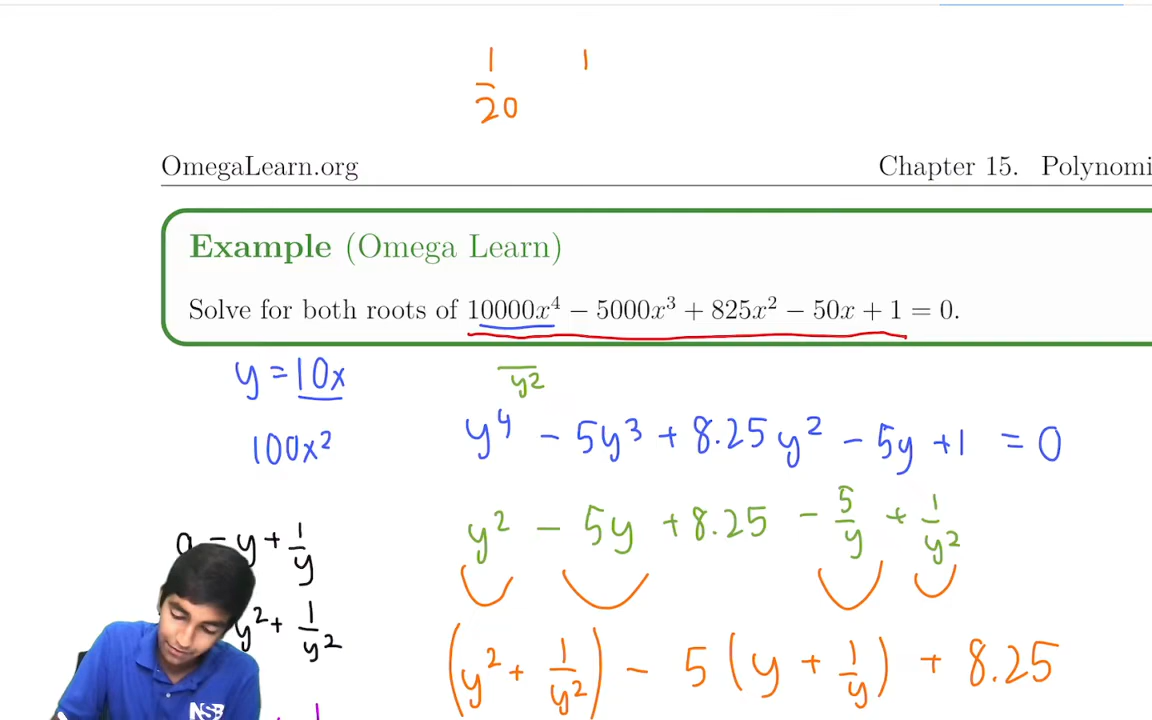 1/20 1
OmegaLearn.org Chapter 15. Polynomi
Example (Omega Learn)
Solve for both roots of 10000x⁴ − 5000x³ + 825x² − 50x + 1 = 0.
y = 10x
y²
100x²
y⁴ − 5y³ + 8.25y² − 5y + 1 = 0
y² − 5y + 8.25 − 5/y + 1/y²
y + 1/y
y² + 1/y²
(y² + 1/y²) − 5(y + 1/y) + 8.25
NSB